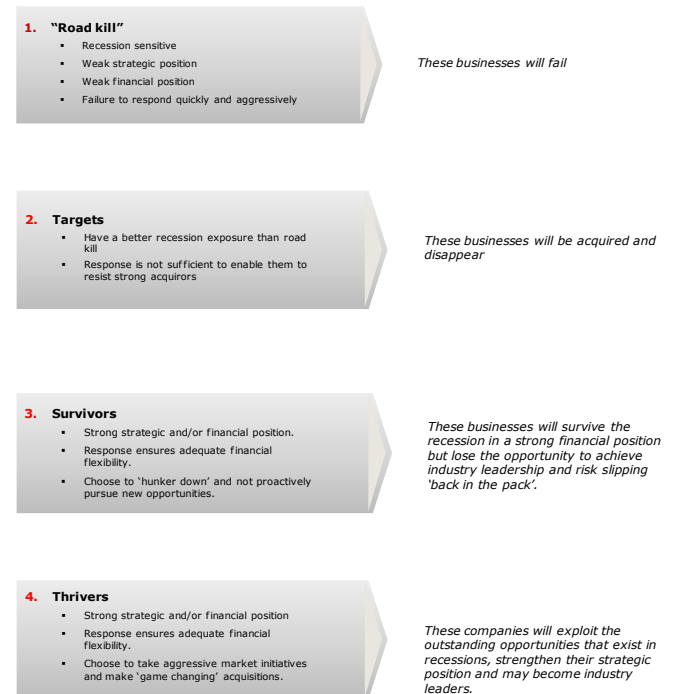 1. “Road kill”
▪ Recession sensitive
▪ Weak strategic position
▪ Weak financial position
▪ Failure to respond quickly and aggressively
These businesses will fail
2. Targets
▪ Have a better recession exposure than road
kill
▪ Response is not sufficient to enable them to
resist strong acquirors
These businesses will be acquired and
disappear
3. Survivors
▪ Strong strategic and/or financial position.
▪ Response ensures adequate financial
flexibility.
▪ Choose to ‘hunker down’ and not proactively
pursue new opportunities.
These businesses will survive the
recession in a strong financial position
but lose the opportunity to achieve
industry leadership and risk slipping
‘back in the pack’.
4. Thrivers
▪ Strong strategic and/or financial position
▪ Response ensures adequate financial
flexibility.
▪ Choose to take aggressive market initiatives
and make ‘game changing’ acquisitions.
These companies will exploit the
outstanding opportunities that exist in
recessions, strengthen their strategic
position and may become industry
leaders.